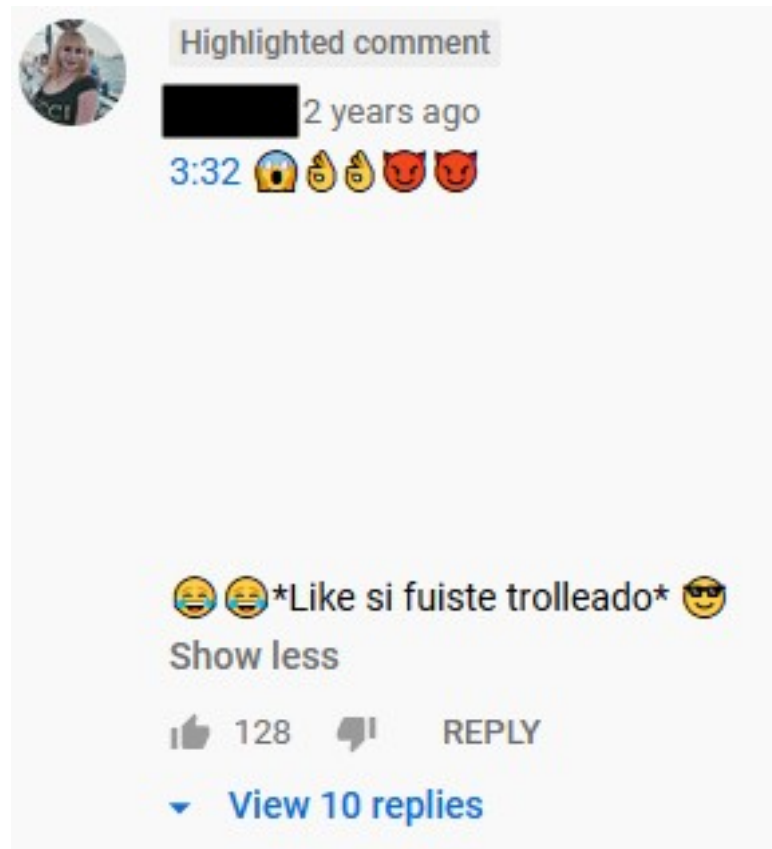 Highlighted comment
2 years ago
3:32 😱👌👌😈😈
😂😂*Like si fuiste trolleado* 😎
Show less
128 REPLY
View 10 replies